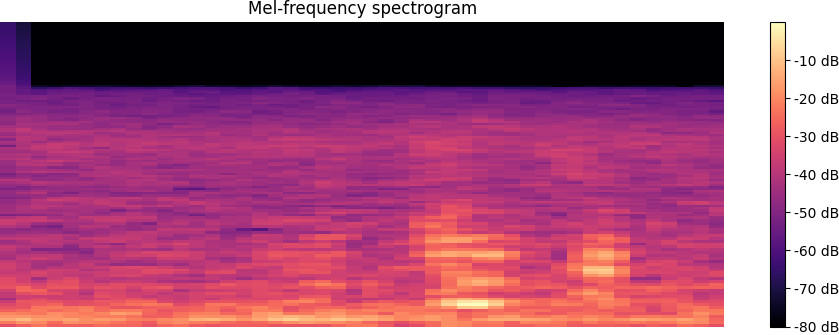 Mel-frequency spectrogram
-10 dB
-20 dB
-30 dB
-40 dB
-50 dB
-60 dB
-70 dB
-80 dB